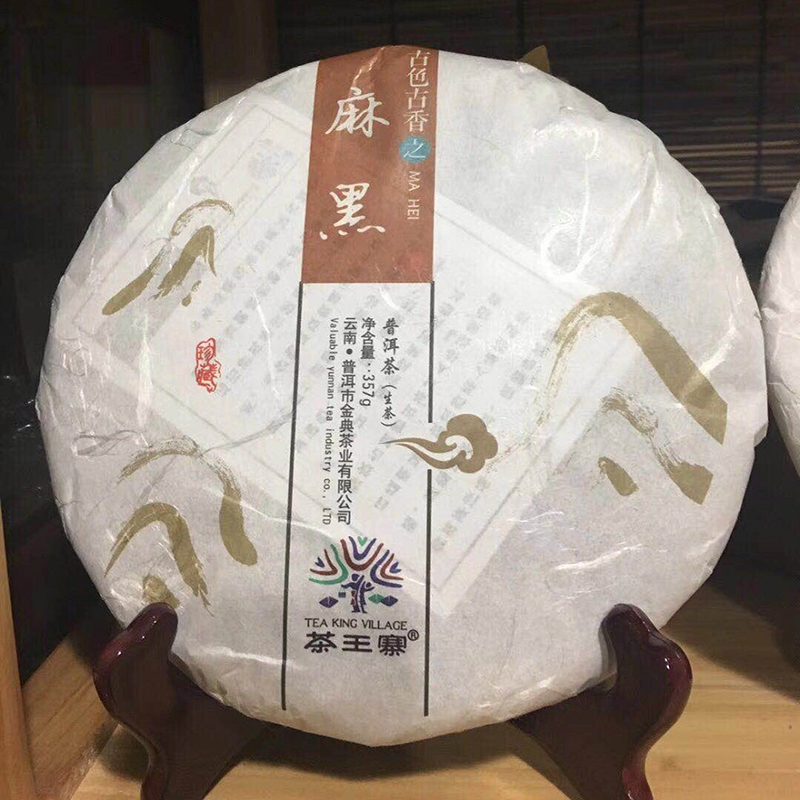 古色古香之
MA HEI
麻黑
普洱茶（生茶）
净含量：357g
云南•普洱市金典茶业有限公司
Valuable yunnan tea industry co., LTD
珍藏
TEA KING VILLAGE
茶王寨®